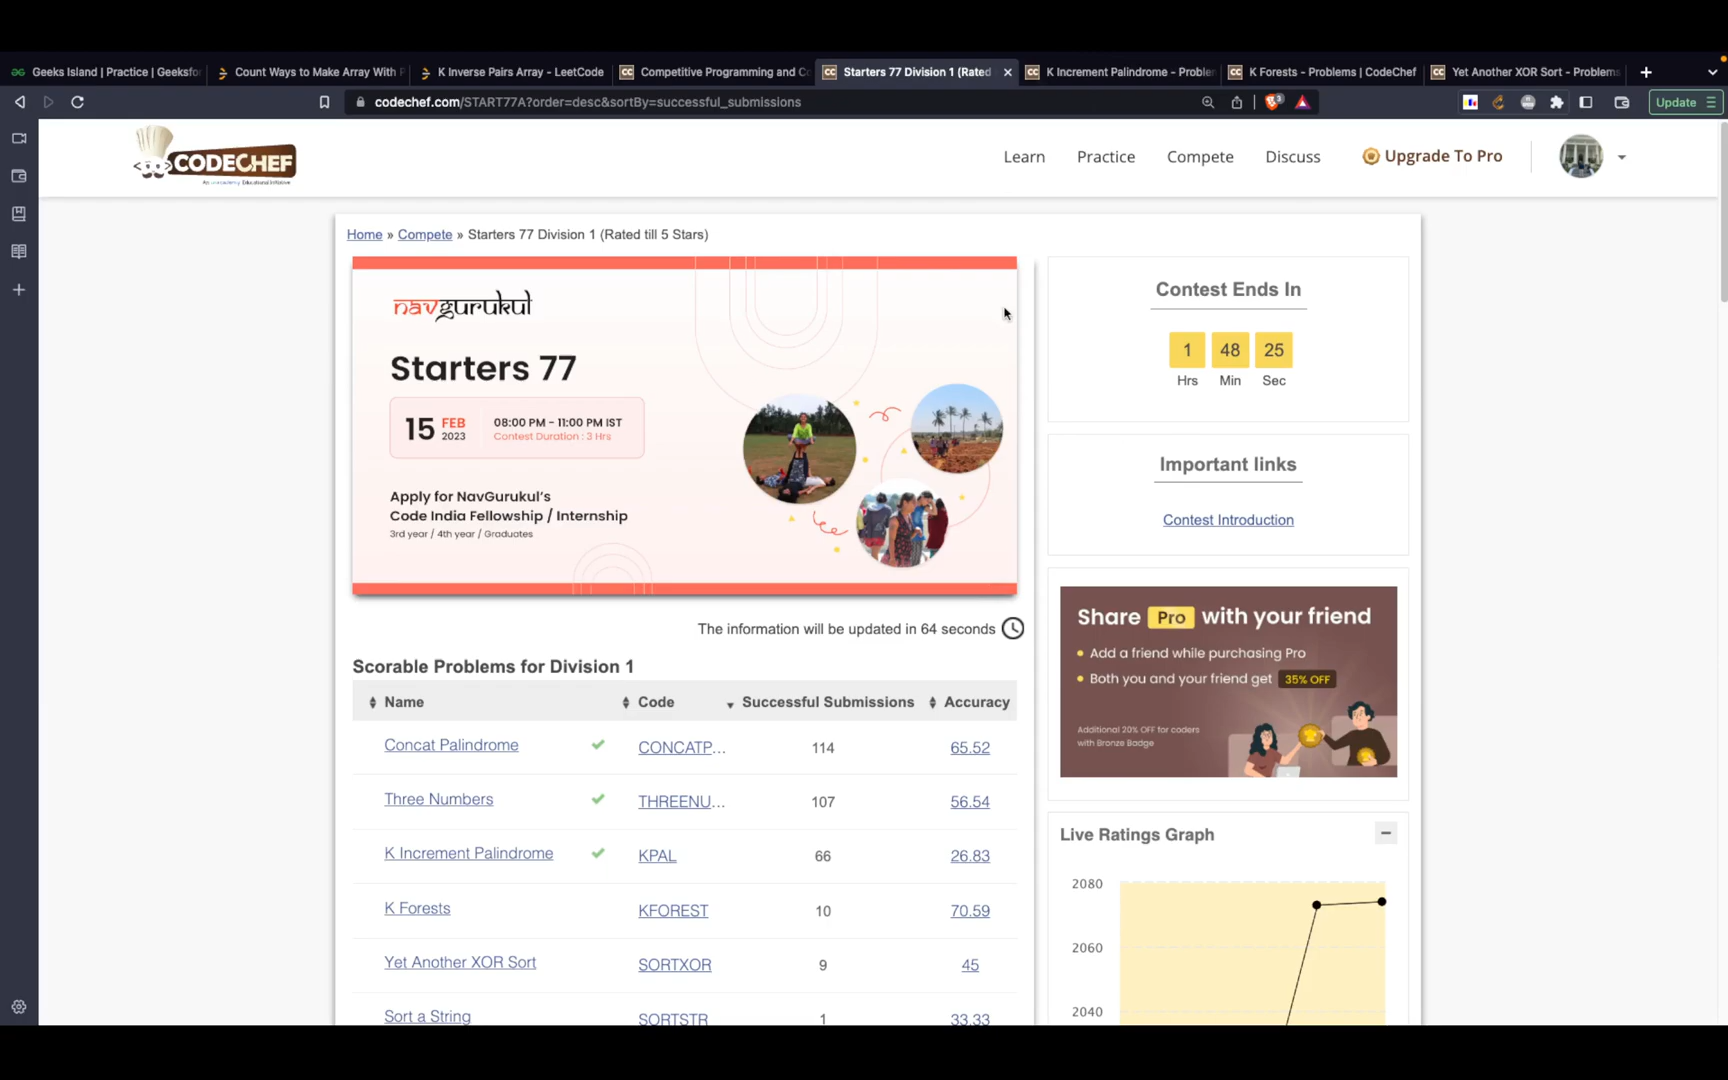 Geeks Island | Practice | Geeksfo
Count Ways to Make Array With P
K Inverse Pairs Array - LeetCode
Competitive Programming and Co
Starters 77 Division 1 (Rated
K Increment Palindrome - Problem
K Forests - Problems | CodeChef
Yet Another XOR Sort - Problems
codechef.com/START77A?order=desc&sortBy=successful_submissions
Update
CODECHEF
Learn
Practice
Compete
Discuss
Upgrade To Pro
Home » Compete » Starters 77 Division 1 (Rated till 5 Stars)
navgurukul
Starters 77
15 FEB 2023
08:00 PM - 11:00 PM IST
Contest Duration : 3 Hrs
Apply for NavGurukul's
Code India Fellowship / Internship
3rd year / 4th year / Graduates
The information will be updated in 64 seconds
Scorable Problems for Division 1
Name Code Successful Submissions Accuracy
Concat Palindrome CONCATP... 114 65.52
Three Numbers THREENU... 107 56.54
K Increment Palindrome KPAL 66 26.83
K Forests KFOREST 10 70.59
Yet Another XOR Sort SORTXOR 9 45
Sort a String SORTSTR 1 33.33
Contest Ends In
1 48 25
Hrs Min Sec
Important links
Contest Introduction
Share Pro with your friend
Add a friend while purchasing Pro
Both you and your friend get 35% OFF
Additional 20% OFF for coders
with Bronze Badge
Live Ratings Graph
2080
2060
2040